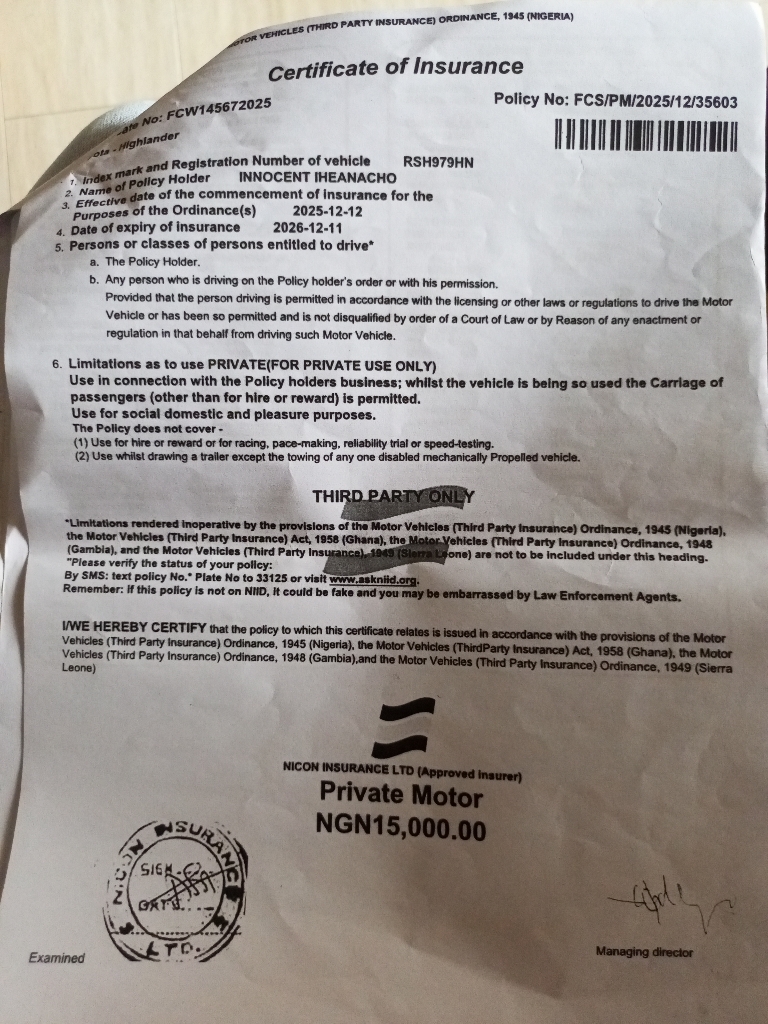 MOTOR VEHICLES (THIRD PARTY INSURANCE) ORDINANCE, 1945 (NIGERIA)
Certificate of Insurance
No: FCW145672025
Policy No: FCS/PM/2025/12/35603
- Highlander
1. Index mark and Registration Number of vehicle RSH979HN
2. Name of Policy Holder INNOCENT IHEANACHO
3. Effective date of the commencement of insurance for the
Purposes of the Ordinance(s) 2025-12-12
4. Date of expiry of insurance 2026-12-11
5. Persons or classes of persons entitled to drive*
a. The Policy Holder.
b. Any person who is driving on the Policy holder's order or with his permission.
Provided that the person driving is permitted in accordance with the licensing or other laws or regulations to drive the Motor
Vehicle or has been so permitted and is not disqualified by order of a Court of Law or by Reason of any enactment or
regulation in that behalf from driving such Motor Vehicle.
6. Limitations as to use PRIVATE(FOR PRIVATE USE ONLY)
Use in connection with the Policy holders business; whilst the vehicle is being so used the Carriage of
passengers (other than for hire or reward) is permitted.
Use for social domestic and pleasure purposes.
The Policy does not cover -
(1) Use for hire or reward or for racing, pace-making, reliability trial or speed-testing.
(2) Use whilst drawing a trailer except the towing of any one disabled mechanically Propelled vehicle.
THIRD PARTY ONLY
*Limitations rendered inoperative by the provisions of the Motor Vehicles (Third Party Insurance) Ordinance, 1945 (Nigeria),
the Motor Vehicles (Third Party Insurance) Act, 1958 (Ghana), the Motor Vehicles (Third Party Insurance) Ordinance, 1948
(Gambia), and the Motor Vehicles (Third Party Insurance), 1949 (Sierra Leone) are not to be included under this heading.
"Please verify the status of your policy:
By SMS: text policy No.* Plate No to 33125 or visit www.askniid.org.
Remember: if this policy is not on NIID, it could be fake and you may be embarrassed by Law Enforcement Agents.
I/WE HEREBY CERTIFY that the policy to which this certificate relates is issued in accordance with the provisions of the Motor
Vehicles (Third Party Insurance) Ordinance, 1945 (Nigeria), the Motor Vehicles (ThirdParty Insurance) Act, 1958 (Ghana), the Motor
Vehicles (Third Party Insurance) Ordinance, 1948 (Gambia),and the Motor Vehicles (Third Party Insurance) Ordinance, 1949 (Sierra
Leone)
NICON INSURANCE LTD (Approved insurer)
Private Motor
NGN15,000.00
NICON INSURANCE
LTD.
SIGN
DATE
Examined
Managing director